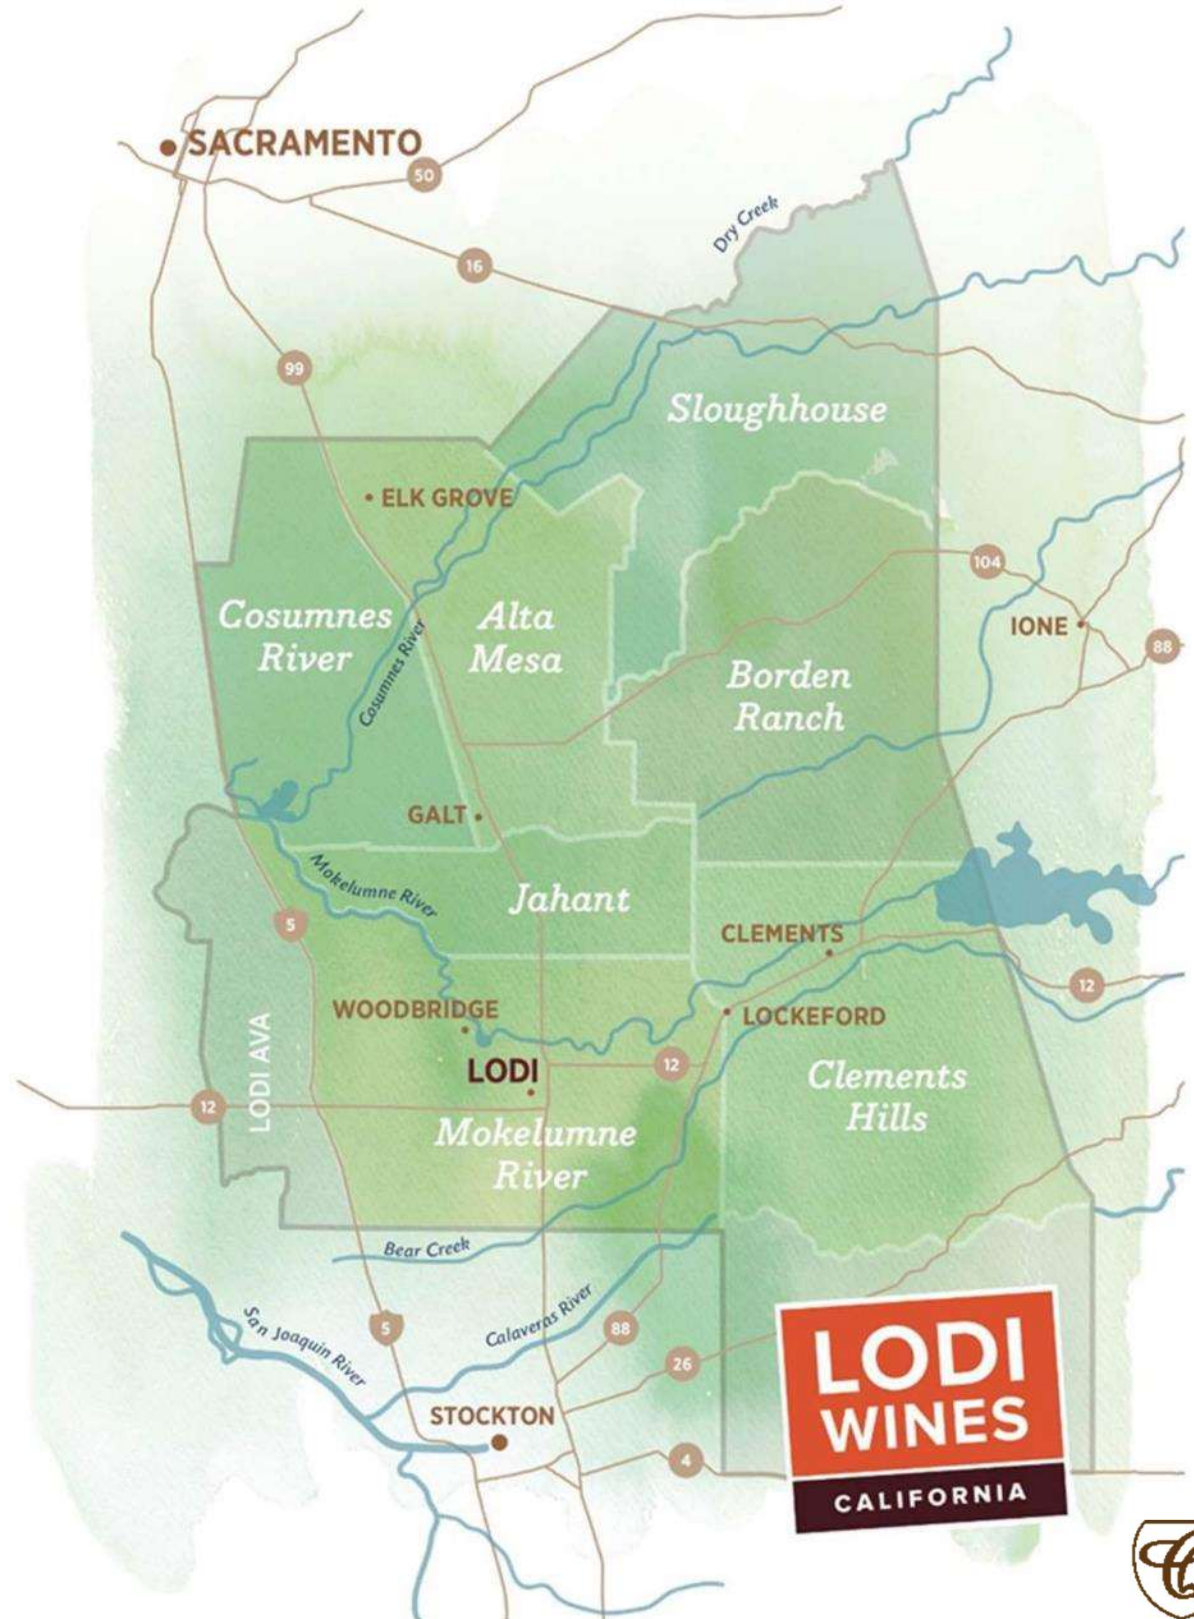 SACRAMENTO
50
Dry Creek
16
99
Sloughhouse
ELK GROVE
104
Cosumnes
River
Alta
Mesa
IONE
88
Cosumnes River
Borden
Ranch
GALT
Mokelumne River
Jahant
5
CLEMENTS
12
WOODBRIDGE
LOCKEFORD
LODI AVA
LODI
12
Clements
Hills
12
Mokelumne
River
Bear Creek
San Joaquin River
Calaveras River
5
88
26
STOCKTON
4
LODI
WINES
CALIFORNIA